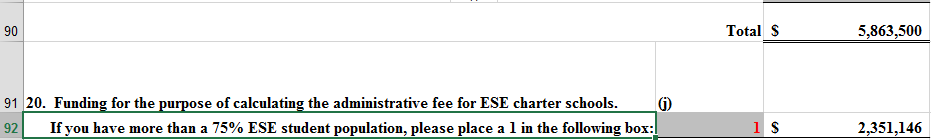 90 Total $ 5,863,500
91 20. Funding for the purpose of calculating the administrative fee for ESE charter schools. (j)
92 If you have more than a 75% ESE student population, please place a 1 in the following box: 1 $ 2,351,146